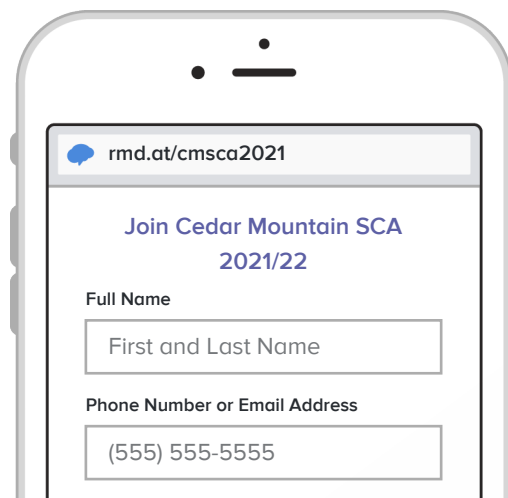 rmd.at/cmsca2021
Join Cedar Mountain SCA
2021/22
Full Name
First and Last Name
Phone Number or Email Address
(555) 555-5555